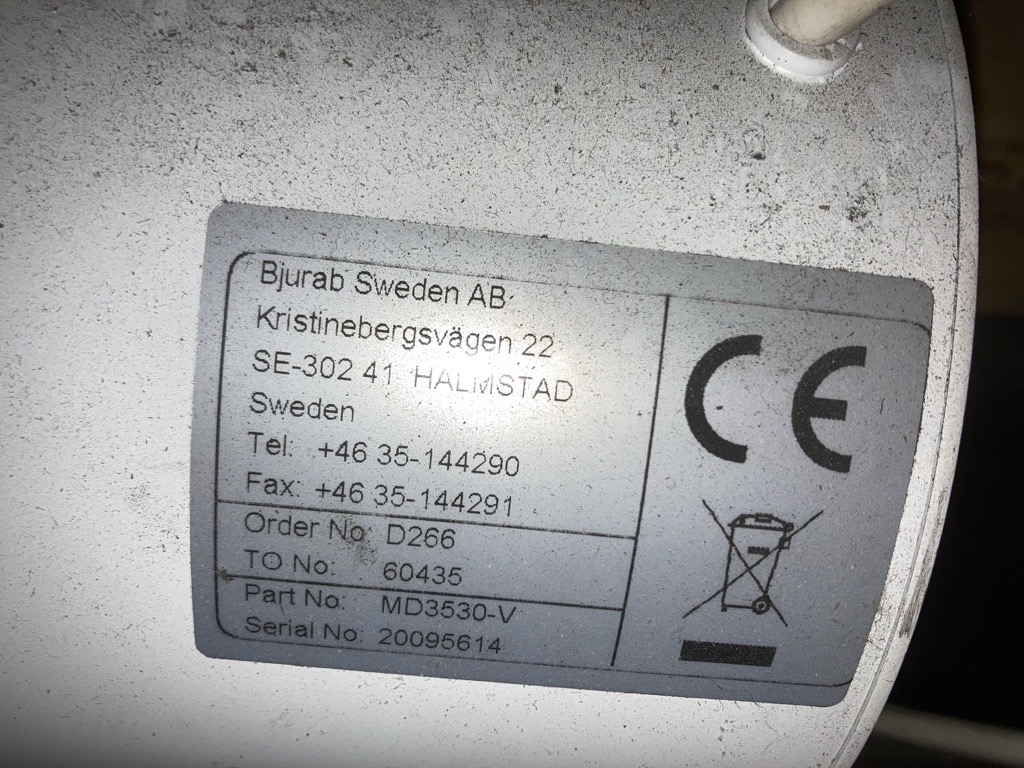 Bjurab Sweden AB
Kristinebergsvägen 22
SE-302 41 HALMSTAD
Sweden
Tel: +46 35-144290
Fax: +46 35-144291
Order No: D266
TO No: 60435
Part No: MD3530-V
Serial No: 20095614
CE